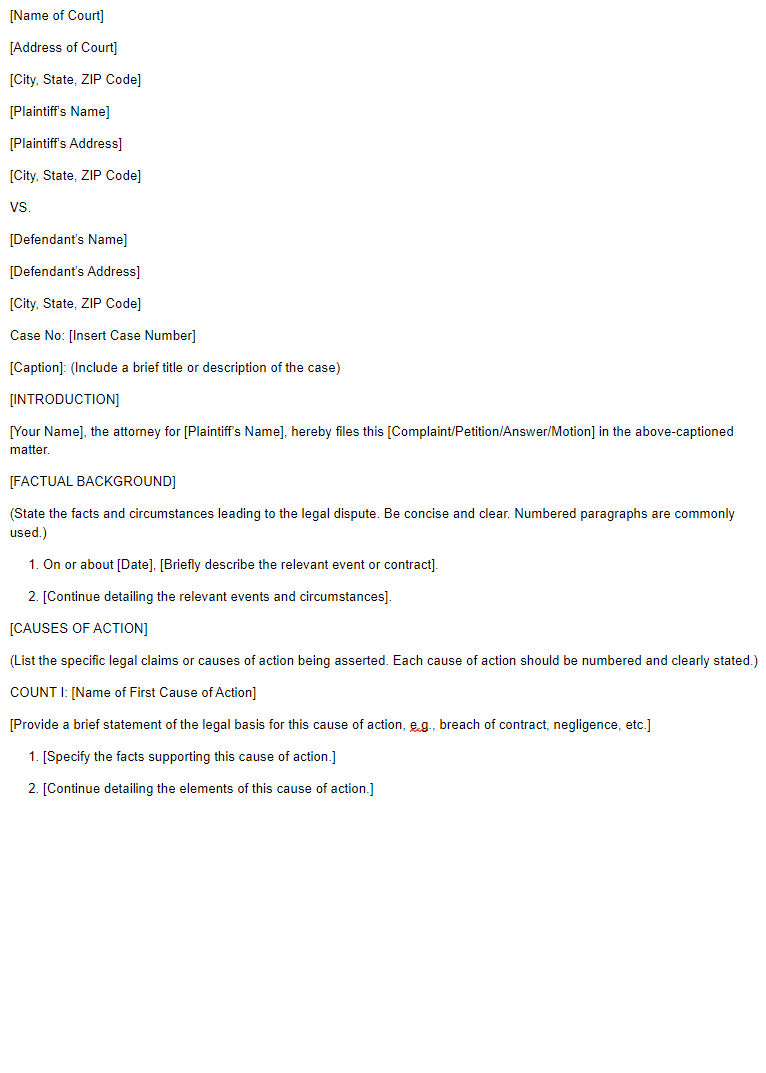 [Name of Court]
[Address of Court]
[City, State, ZIP Code]
[Plaintiff's Name]
[Plaintiff's Address]
[City, State, ZIP Code]
VS.
[Defendant's Name]
[Defendant's Address]
[City, State, ZIP Code]
Case No: [Insert Case Number]
[Caption]: (Include a brief title or description of the case)
[INTRODUCTION]
[Your Name], the attorney for [Plaintiff's Name], hereby files this [Complaint/Petition/Answer/Motion] in the above-captioned
matter.
[FACTUAL BACKGROUND]
(State the facts and circumstances leading to the legal dispute. Be concise and clear. Numbered paragraphs are commonly
used.)
1. On or about [Date], [Briefly describe the relevant event or contract].
2. [Continue detailing the relevant events and circumstances].
[CAUSES OF ACTION]
(List the specific legal claims or causes of action being asserted. Each cause of action should be numbered and clearly stated.)
COUNT I: [Name of First Cause of Action]
[Provide a brief statement of the legal basis for this cause of action, e.g., breach of contract, negligence, etc.]
1. [Specify the facts supporting this cause of action.]
2. [Continue detailing the elements of this cause of action.]